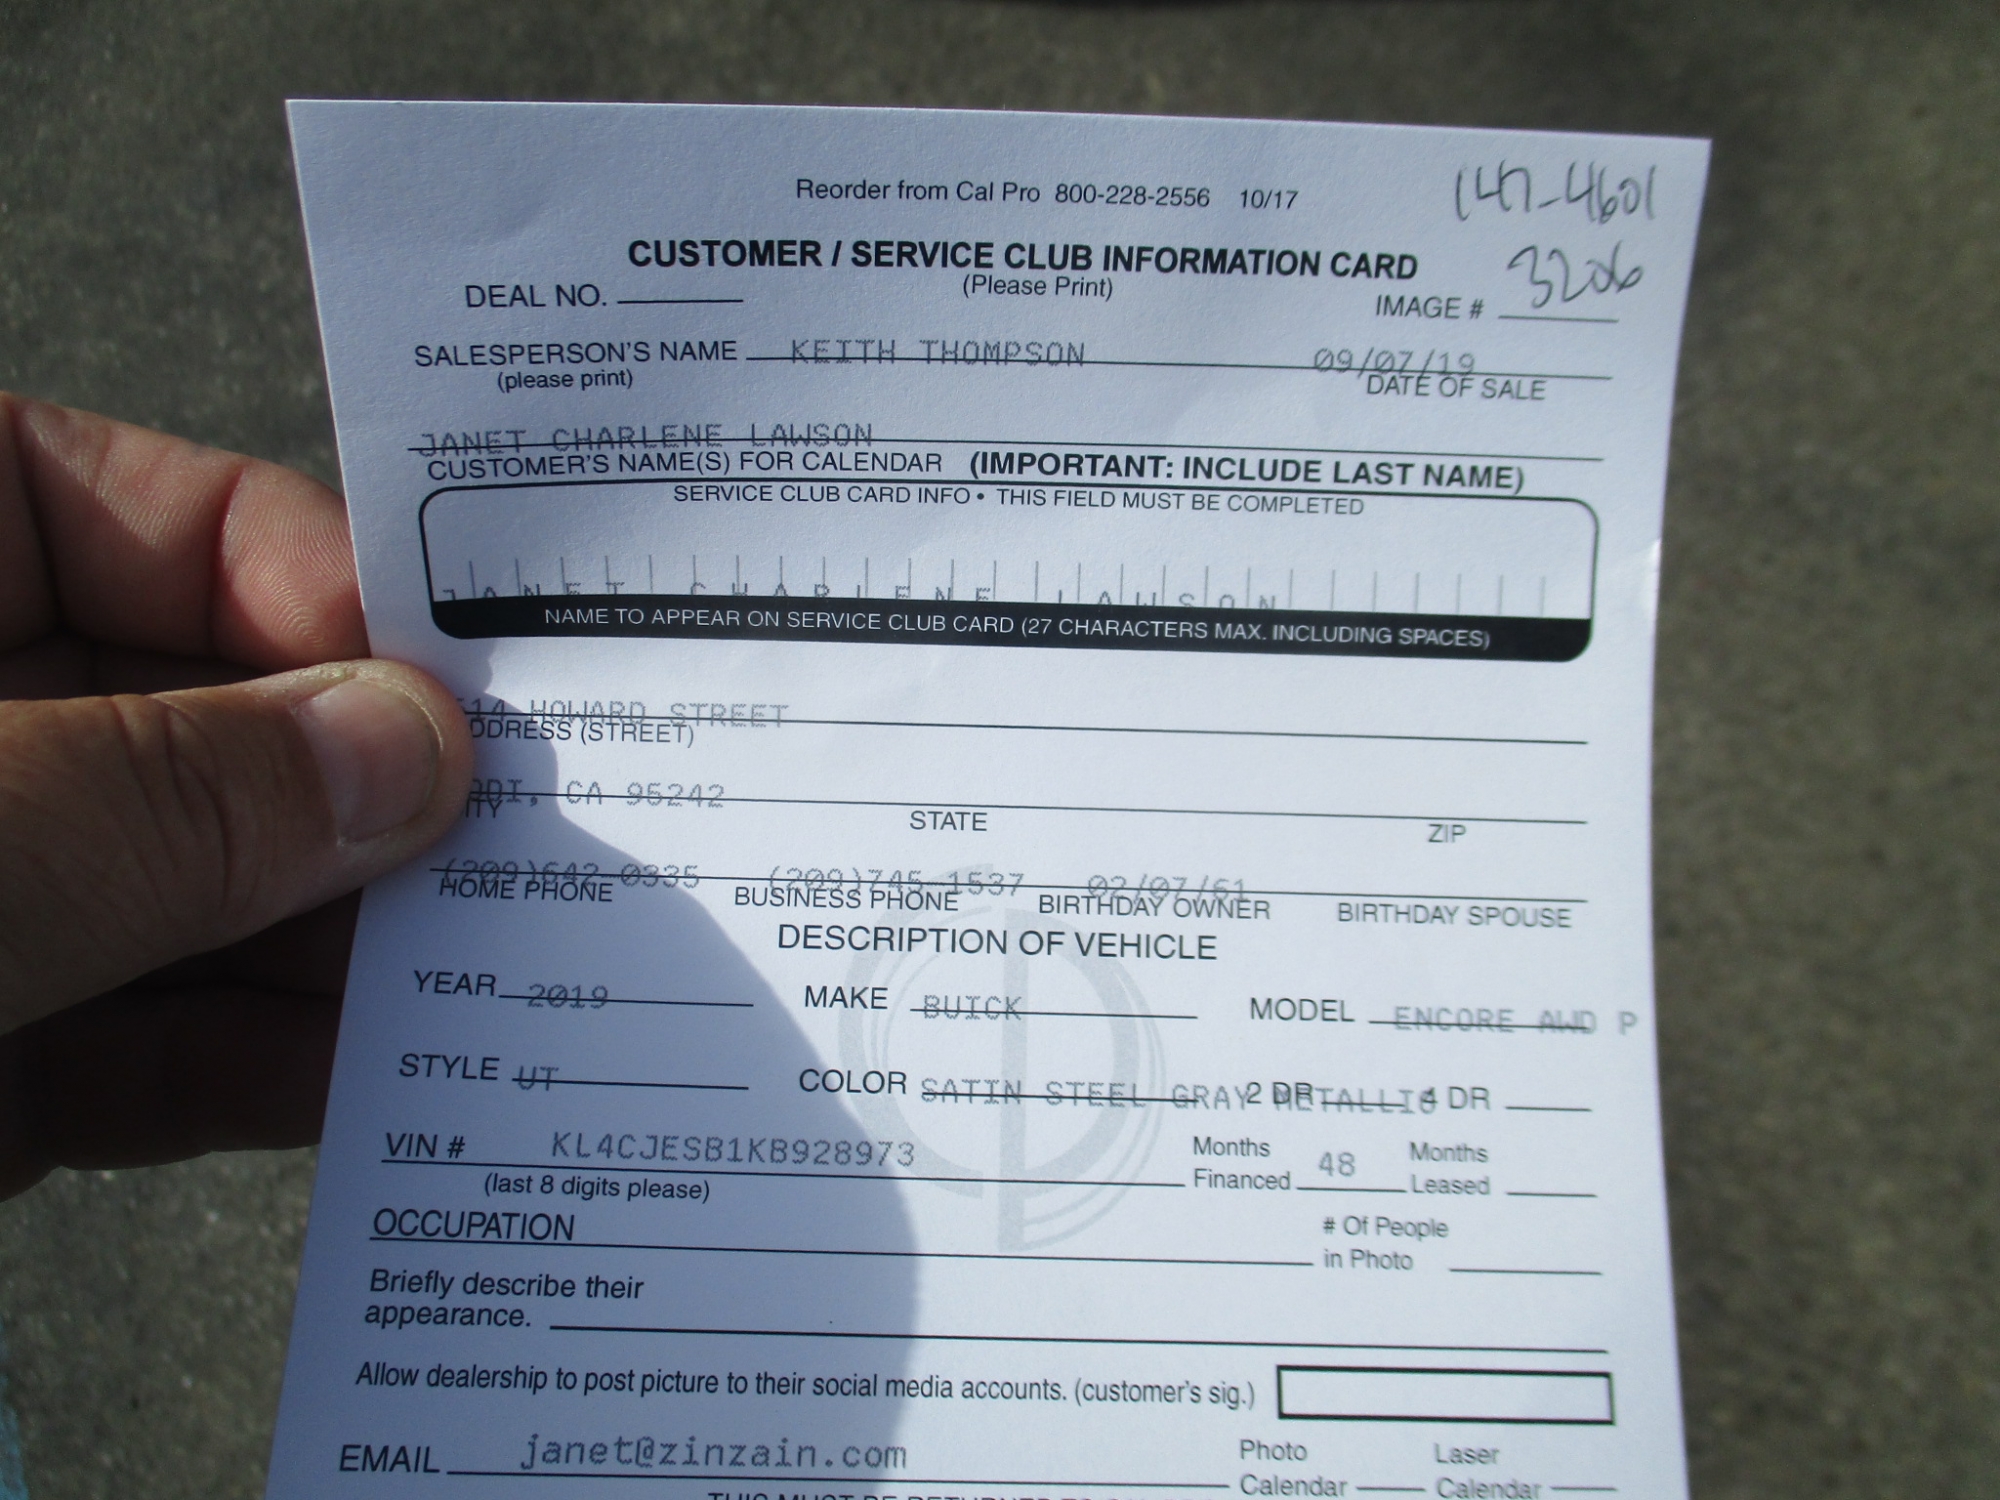 Reorder from Cal Pro 800-228-2556 10/17
147-4601
CUSTOMER / SERVICE CLUB INFORMATION CARD
(Please Print)
DEAL NO.
IMAGE # 3206
SALESPERSON'S NAME KEITH THOMPSON 09/07/19
(please print) DATE OF SALE
JANET CHARLENE LAWSON
CUSTOMER'S NAME(S) FOR CALENDAR (IMPORTANT: INCLUDE LAST NAME)
SERVICE CLUB CARD INFO • THIS FIELD MUST BE COMPLETED
JANET CHARLENE LAWSON
NAME TO APPEAR ON SERVICE CLUB CARD (27 CHARACTERS MAX. INCLUDING SPACES)
HOWARD STREET
(STREET)
CA 95242
STATE ZIP
(209)642-0335 (209)745-1537 02/07/61
HOME PHONE BUSINESS PHONE BIRTHDAY OWNER BIRTHDAY SPOUSE
DESCRIPTION OF VEHICLE
YEAR 2019 MAKE BUICK MODEL ENCORE AWD P
STYLE UT COLOR SATIN STEEL GRAY METALLIC 2 DR 4 DR
VIN # KL4CJESB1KB928973 Months Financed 48 Months Leased
(last 8 digits please)
OCCUPATION # Of People in Photo
Briefly describe their
appearance.
Allow dealership to post picture to their social media accounts. (customer's sig.)
EMAIL janet@zinzain.com Photo Calendar Laser Calendar